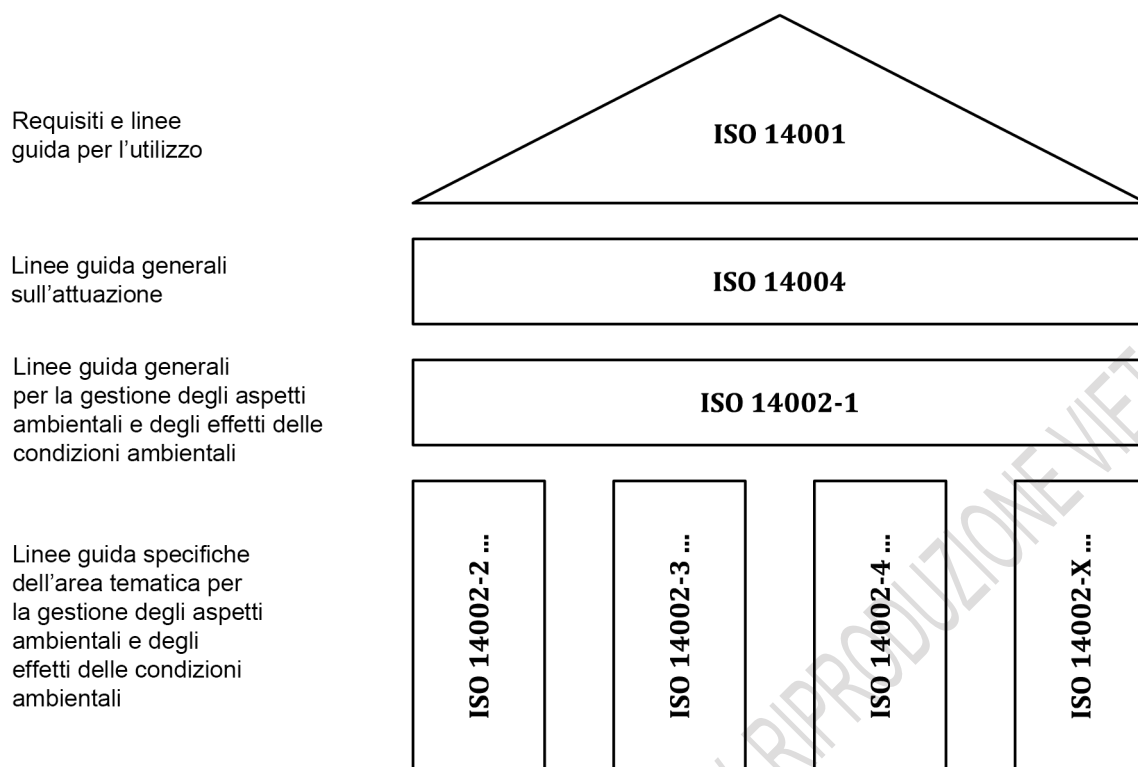 Requisiti e linee
guida per l'utilizzo
ISO 14001
Linee guida generali
sull'attuazione
ISO 14004
Linee guida generali
per la gestione degli aspetti
ambientali e degli effetti delle
condizioni ambientali
ISO 14002-1
Linee guida specifiche
dell'area tematica per
la gestione degli aspetti
ambientali e degli
effetti delle condizioni
ambientali
ISO 14002-2 ...
ISO 14002-3 ...
ISO 14002-4 ...
ISO 14002-X ...
RIPRODUZIONE